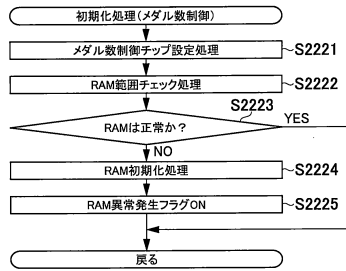 初期化処理(メダル数制御)
メダル数制御チップ設定処理
S2221
RAM範囲チェック処理
S2222
S2223
RAMは正常か?
YES
NO
RAM初期化処理
S2224
RAM異常発生フラグON
S2225
戻る